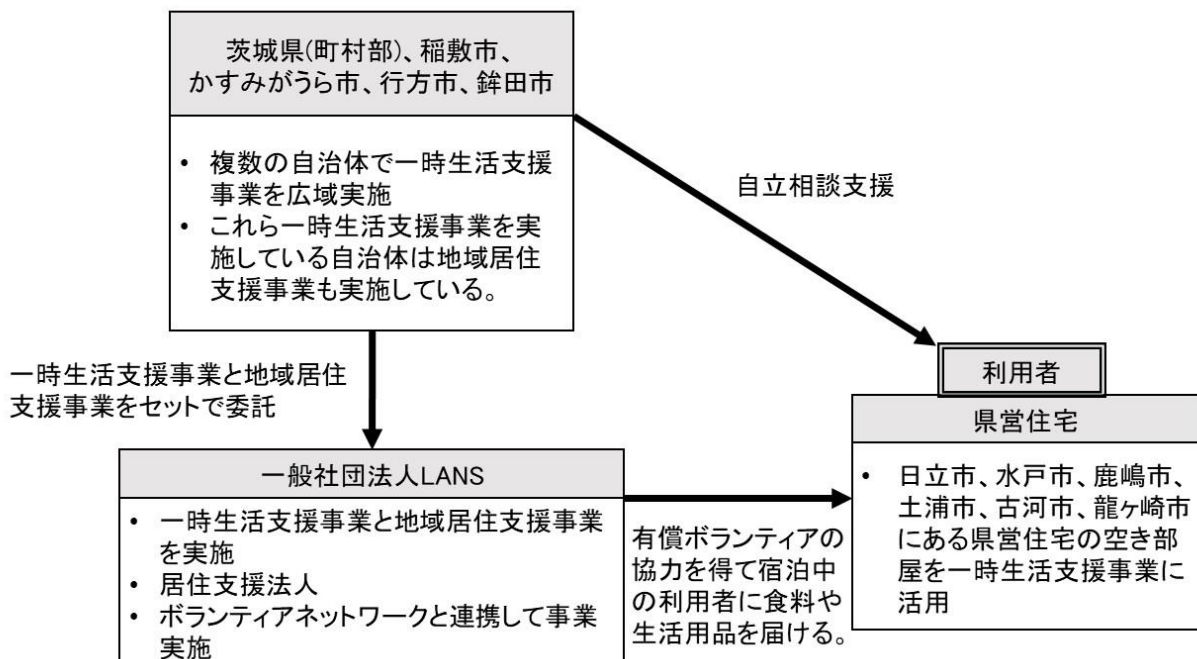 茨城県(町村部)、稲敷市、
かすみがうら市、行方市、鉾田市
• 複数の自治体で一時生活支援
事業を広域実施
• これら一時生活支援事業を実
施している自治体は地域居住
支援事業も実施している。
自立相談支援
一時生活支援事業と地域居住
支援事業をセットで委託
利用者
県営住宅
• 日立市、水戸市、鹿嶋市、
土浦市、古河市、龍ヶ崎市
にある県営住宅の空き部
屋を一時生活支援事業に
活用
一般社団法人LANS
• 一時生活支援事業と地域居住支援事業
を実施
• 居住支援法人
• ボランティアネットワークと連携して事業
実施
有償ボランティアの
協力を得て宿泊中
の利用者に食料や
生活用品を届ける。